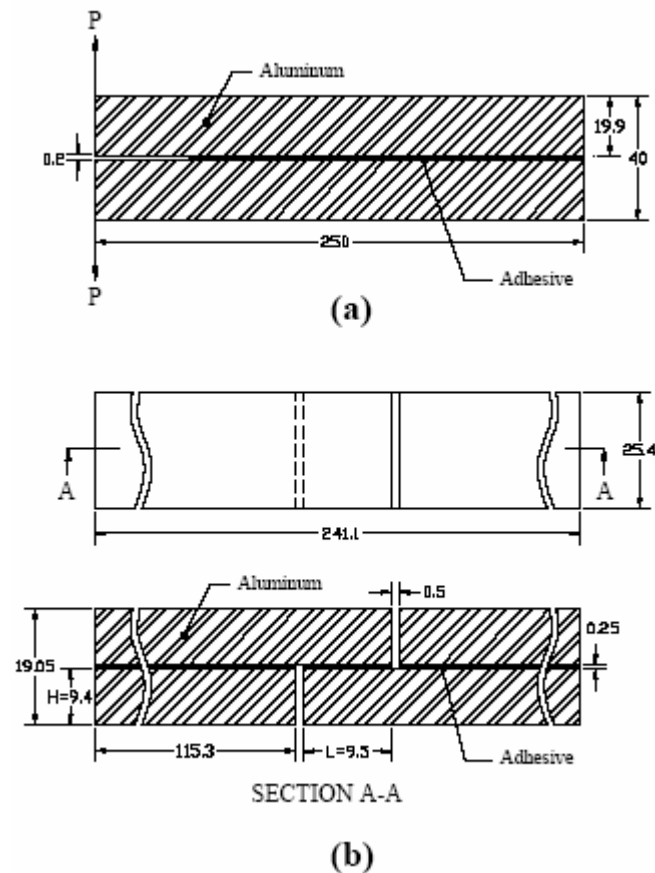 P
Aluminum
0.2
19.9
40
250
P
Adhesive
(a)
25.4
A
A
241.1
Aluminum
0.5
0.25
19.05
H=9.4
115.3
L=9.5
Adhesive
SECTION A-A
(b)